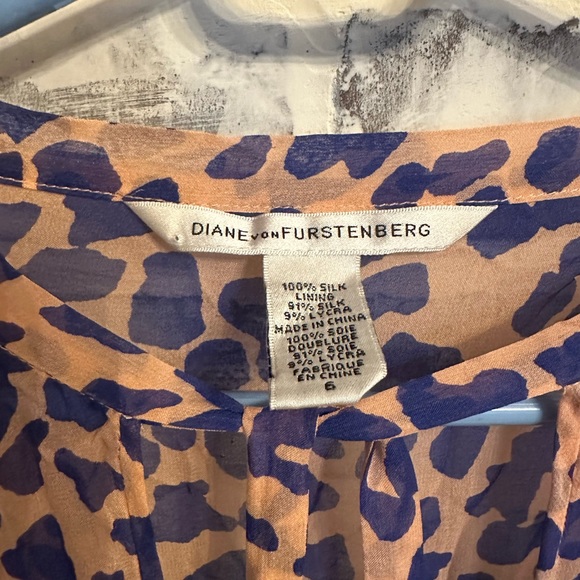 DIANE von FURSTENBERG
100% SILK
LINING
91% SILK
9% LYCRA
MADE IN CHINA
100% SOIE
DOUBLURE
91% SOIE
9% LYCRA
FABRIQUE
EN CHINE
6